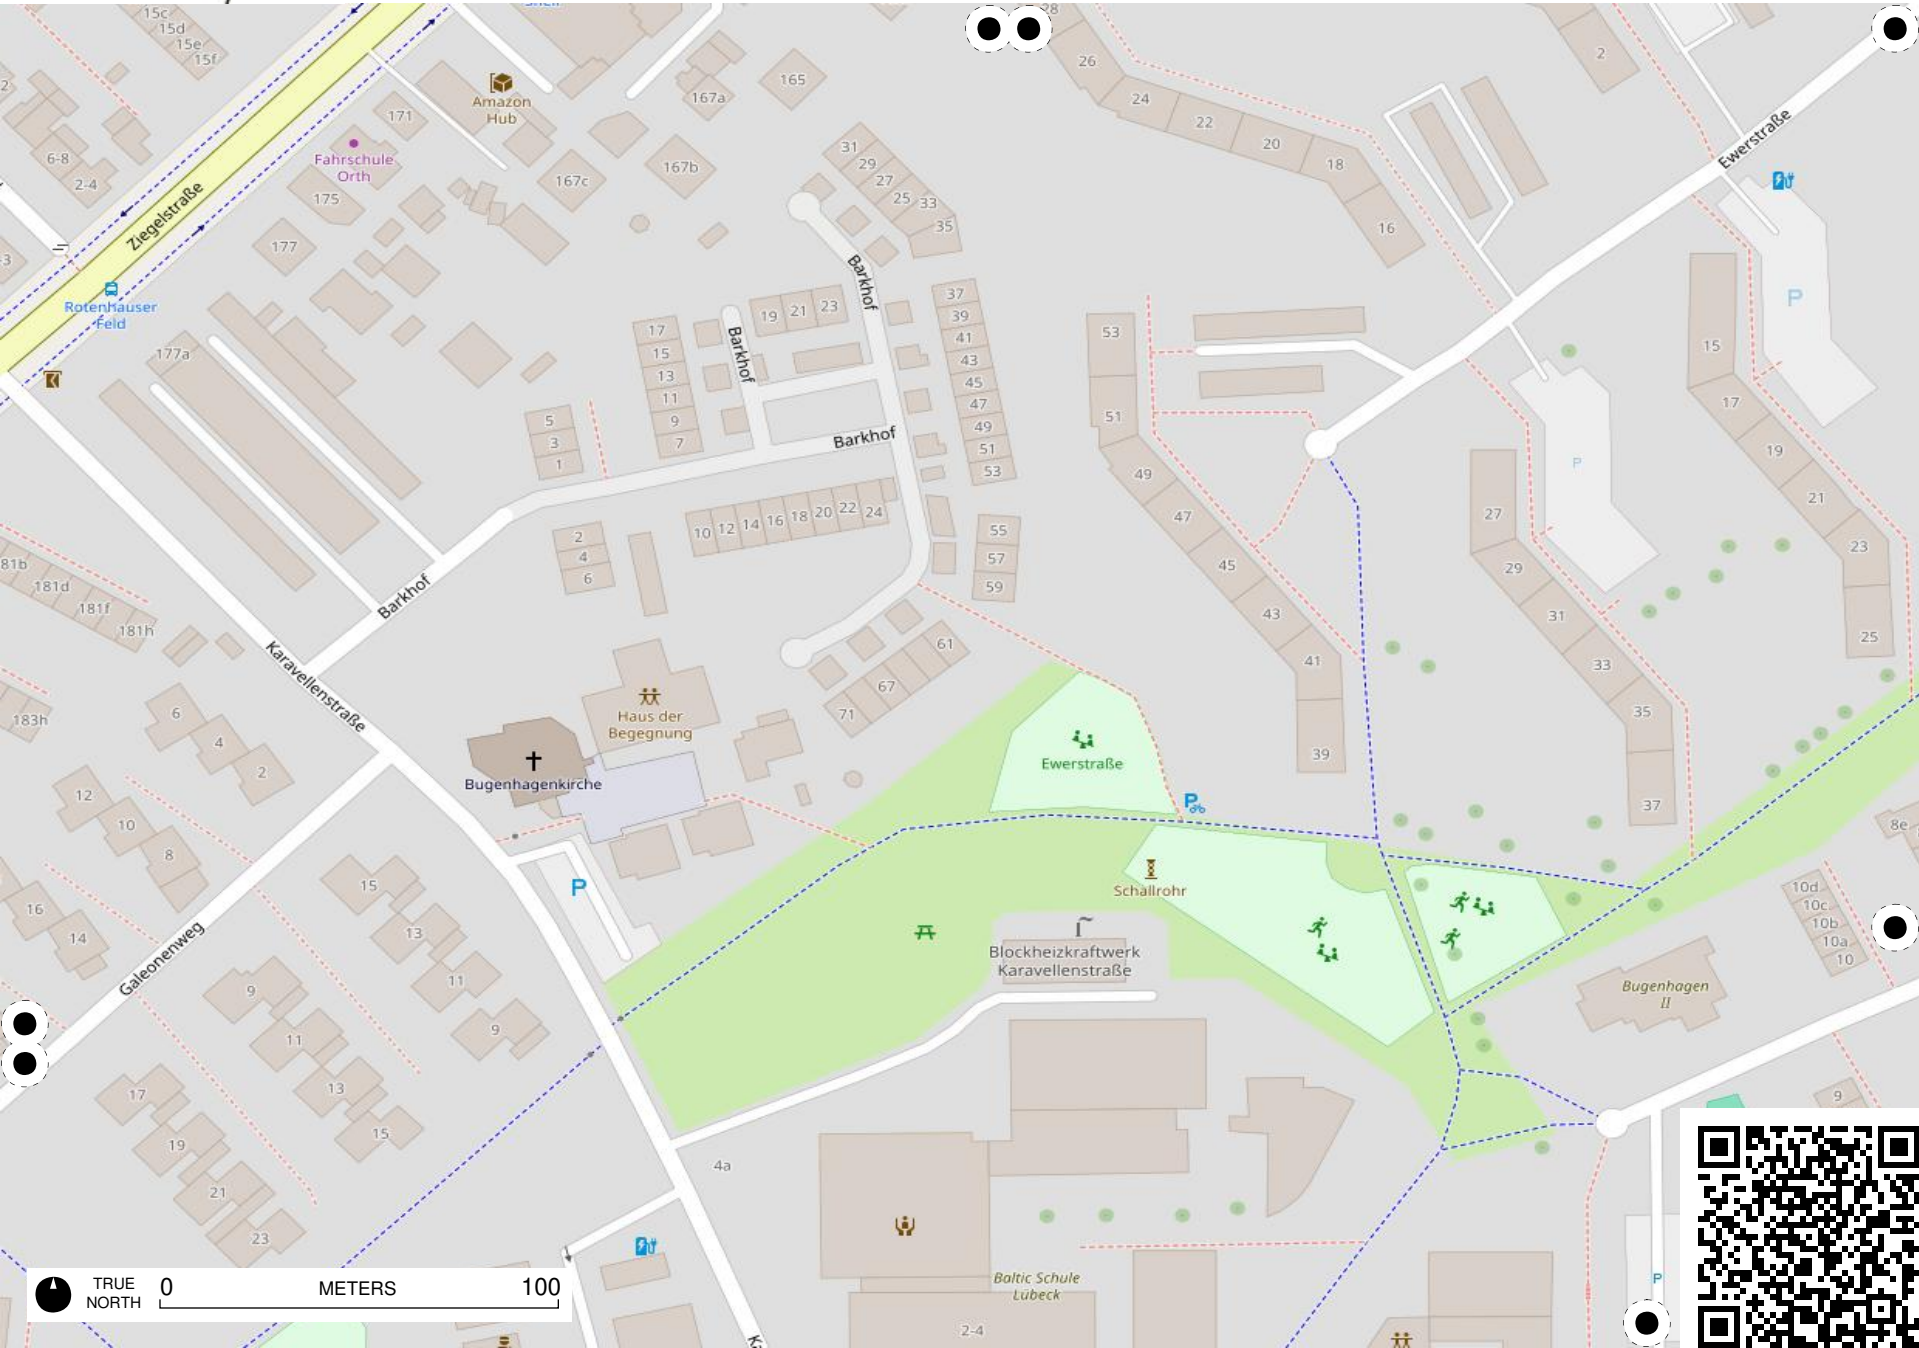 15c
15d
15e
15f
2
6-8
2-4
3
Ziegelstraße
Rotenhauser
Feld
Amazon
Hub
171
Fahrschule
Orth
175
177
177a
167a
165
167b
167c
31
29
27
25
33
35
Barkhof
28
26
24
22
20
18
16
2
Ewerstraße
P
37
39
41
43
45
47
49
51
53
19
21
23
Barkhof
17
15
13
11
9
7
5
3
1
Barkhof
10
12
14
16
18
20
22
24
2
4
6
55
57
59
61
67
71
Barkhof
Karavellenstraße
53
51
49
47
45
43
41
39
15
17
19
21
23
25
P
27
29
31
33
35
37
81b
181d
181f
181h
183h
6
4
2
12
10
8
16
14
Haus der
Begegnung
Bugenhagenkirche
P
Ewerstraße
P
Schallrohr
Blockheizkraftwerk
Karavellenstraße
8e
10d
10c
10b
10a
10
Bugenhagen
II
Galeonenweg
15
13
11
9
9
11
13
15
17
19
21
23
4a
9
Baltic Schule
Lübeck
2-4
P
TRUE
NORTH
0
METERS
100